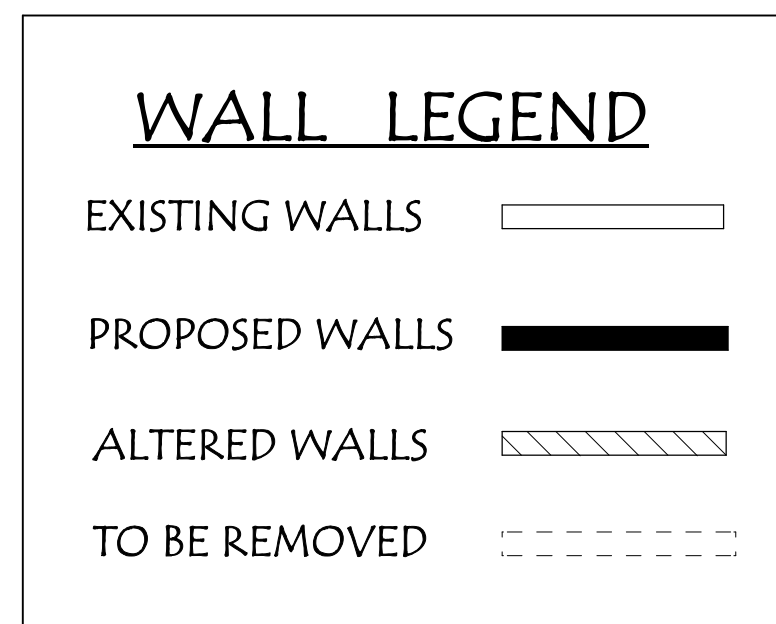 WALL LEGEND
EXISTING WALLS
PROPOSED WALLS
ALTERED WALLS
TO BE REMOVED